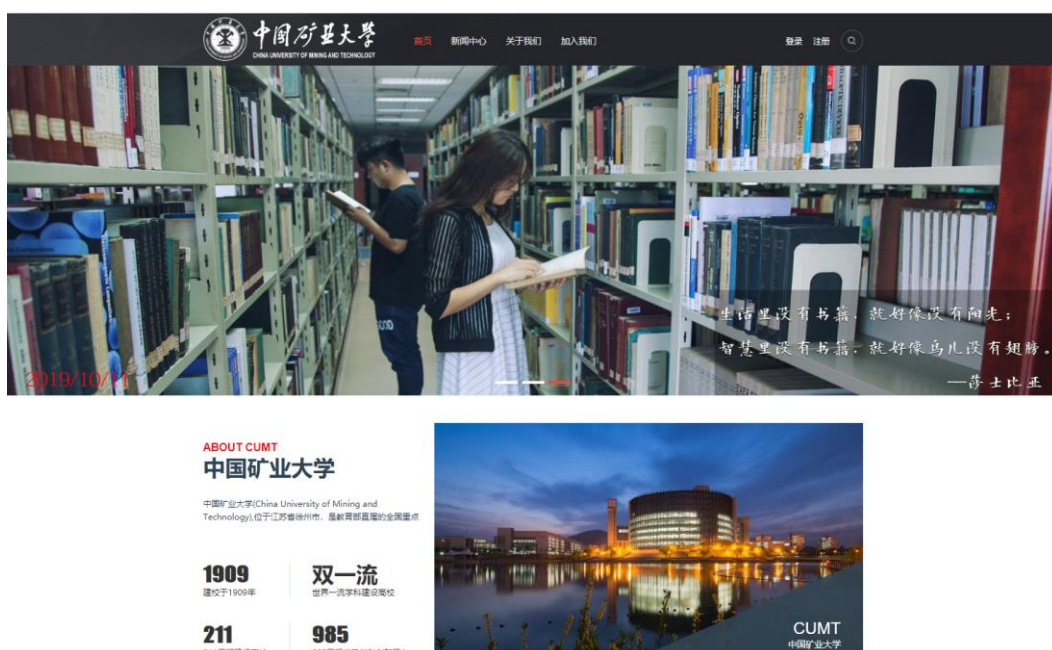 中国矿业大学
CHINA UNIVERSITY OF MINING AND TECHNOLOGY
首页 新闻中心 关于我们 加入我们 登录 注册
生活里没有书籍，就好像没有阳光；
智慧里没有书籍，就好像鸟儿没有翅膀。
—莎士比亚
2019/10/11
ABOUT CUMT
中国矿业大学
中国矿业大学(China University of Mining and
Technology),位于江苏省徐州市，是教育部直属的全国重点
1909 双一流
建校于1909年 世界一流学科建设高校
211 985
CUMT
中国矿业大学